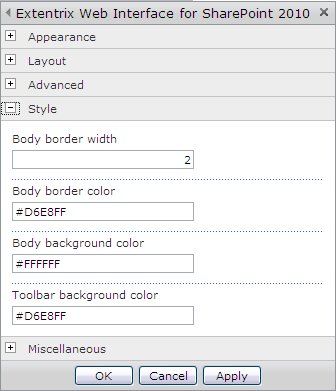 Extentrix Web Interface for SharePoint 2010
Appearance
Layout
Advanced
Style
Body border width
2
Body border color
#D6E8FF
Body background color
#FFFFFF
Toolbar background color
#D6E8FF
Miscellaneous
OK Cancel Apply